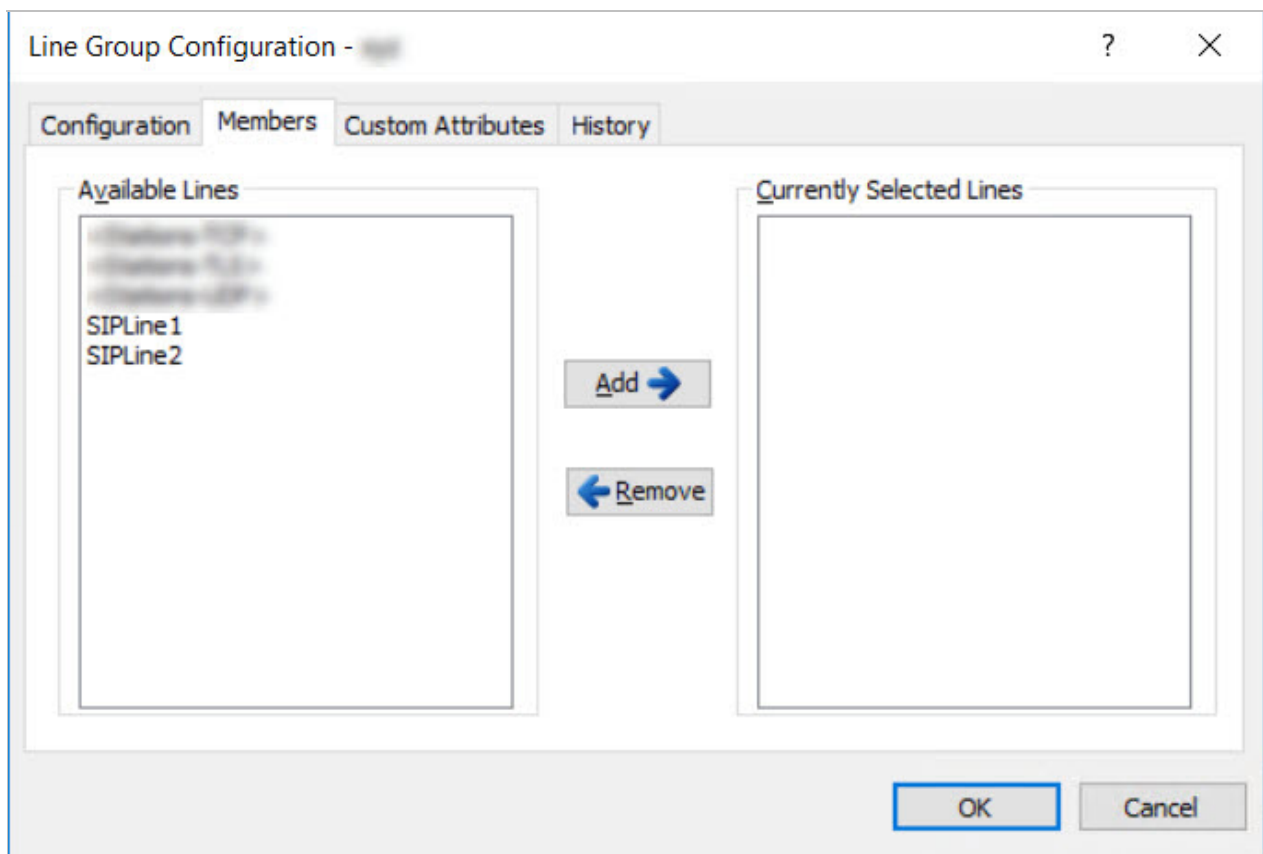 Line Group Configuration -
?
Configuration
Members
Custom Attributes
History
Available Lines
SIPLine1
SIPLine2
Add
Remove
Currently Selected Lines
OK
Cancel